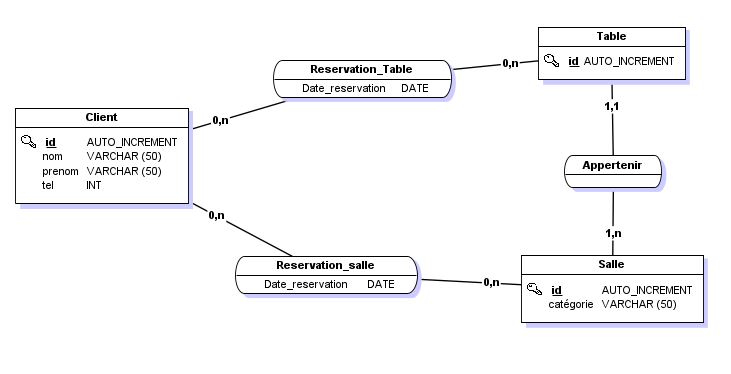 Table
id AUTO_INCREMENT
0,n
Reservation_Table
Date_reservation DATE
0,n
1,1
Client
id AUTO_INCREMENT
nom VARCHAR (50)
prenom VARCHAR (50)
tel INT
Appertenir
0,n
1,n
Reservation_salle
Date_reservation DATE
0,n
Salle
id AUTO_INCREMENT
catégorie VARCHAR (50)